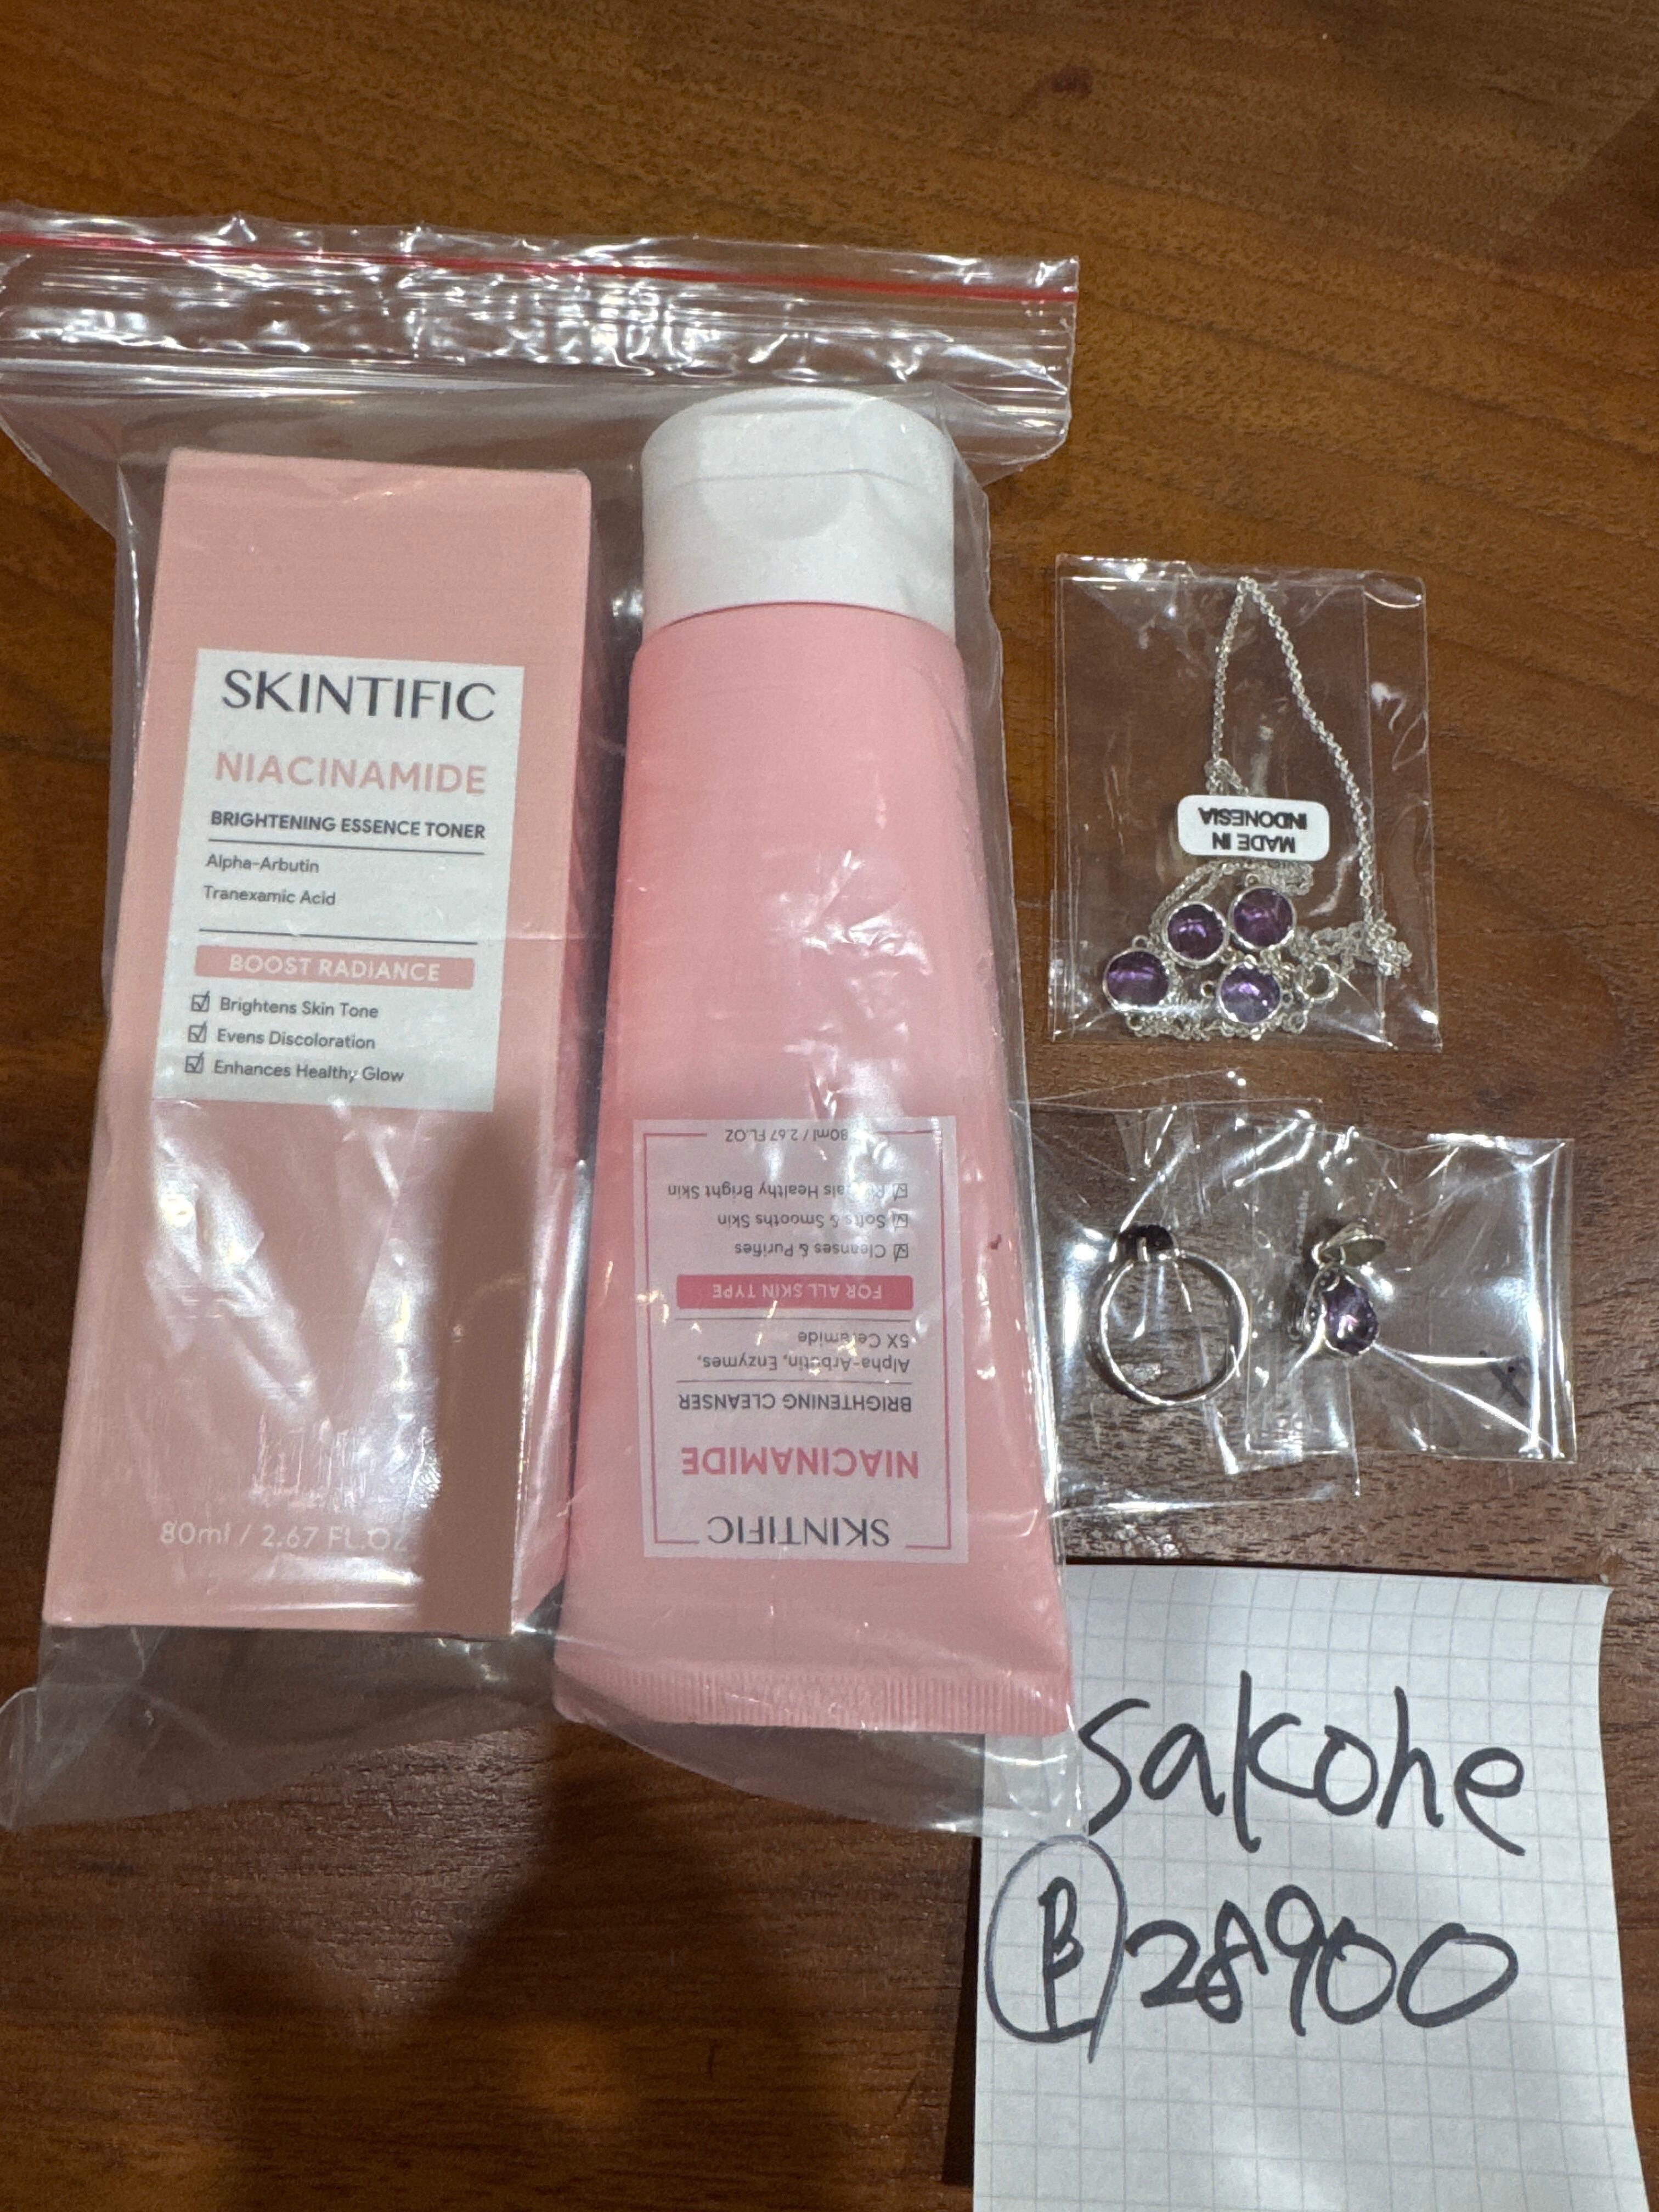 SKINTIFIC
NIACINAMIDE
BRIGHTENING ESSENCE TONER
Alpha-Arbutin
Tranexamic Acid
BOOST RADIANCE
Brightens Skin Tone
Evens Discoloration
Enhances Healthy Glow
80ml / 2.67 FL.OZ
SKINTIFIC
NIACINAMIDE
BRIGHTENING CLEANSER
Alpha-Arbutin, Enzymes,
5X Ceramide
FOR ALL SKIN TYPE
Cleanses & Purifies
Softs & Smooths Skin
Reveals Healthy Bright Skin
80ml / 2.67 FL.OZ
MADE IN
INDONESIA
sakohe
28900